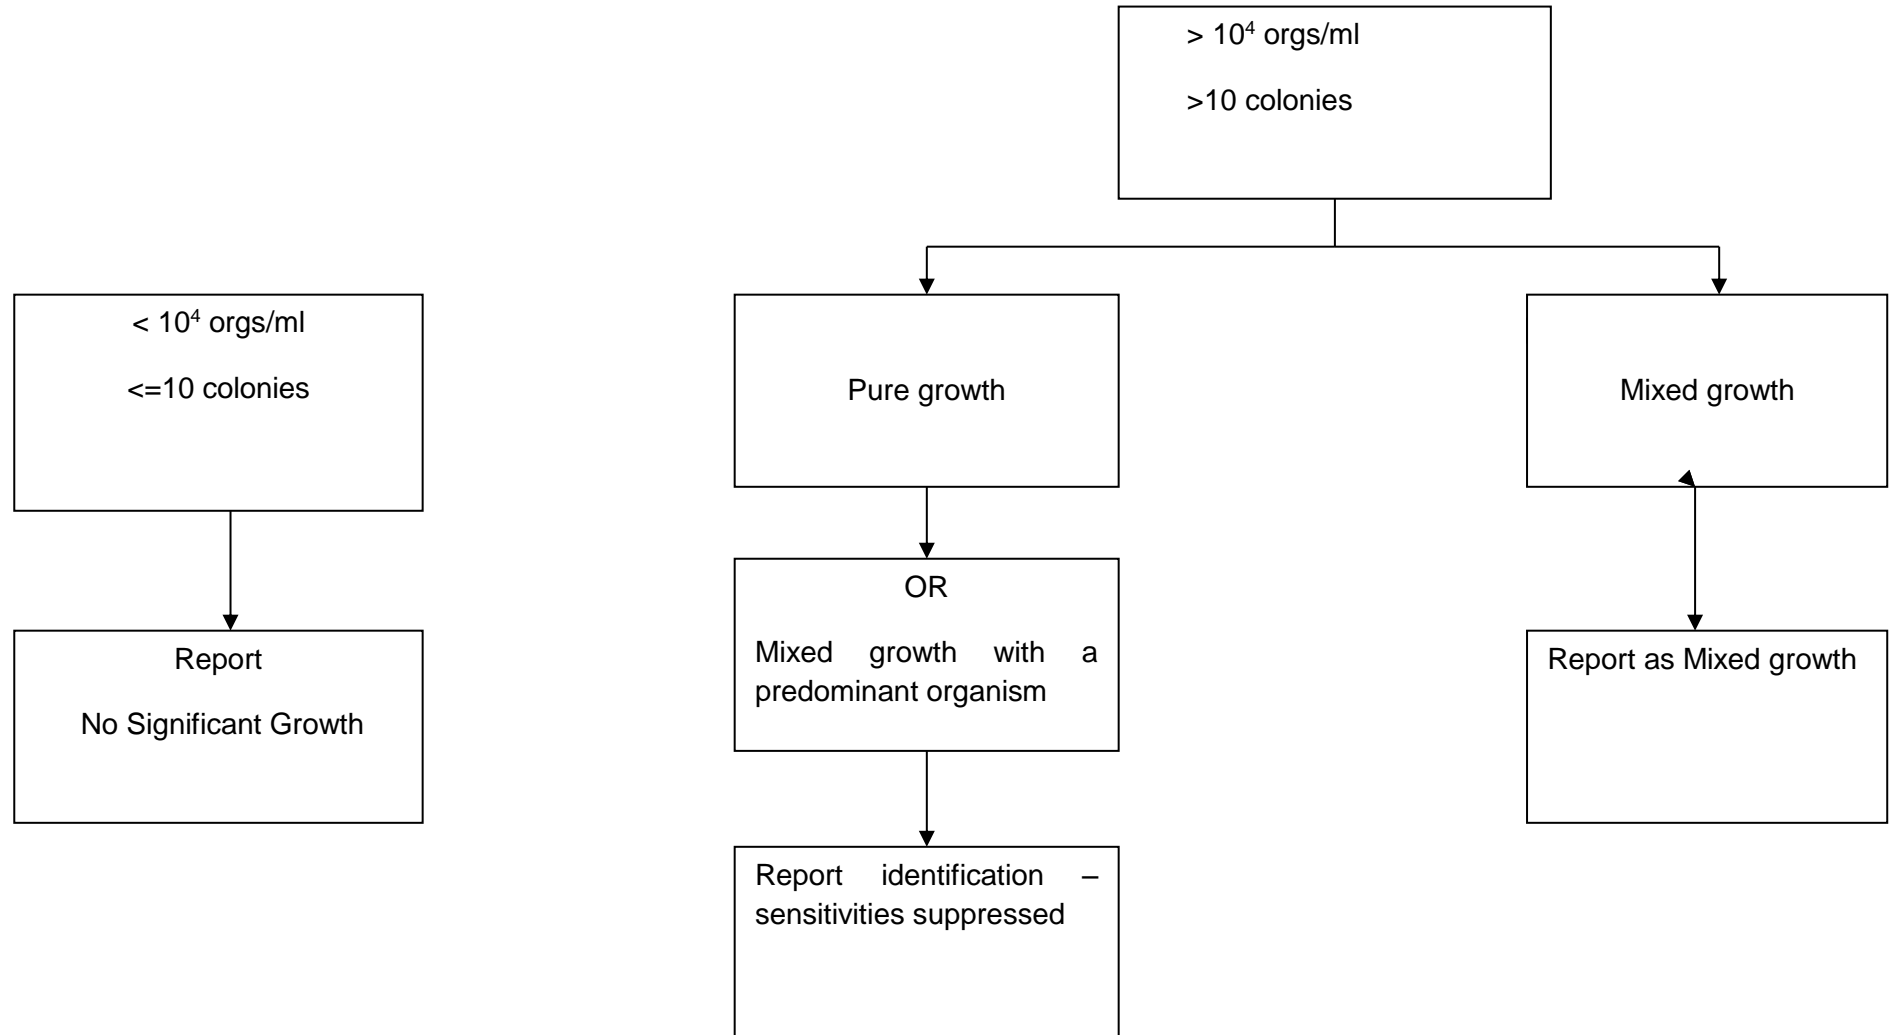 > 10⁴ orgs/ml
>10 colonies
< 10⁴ orgs/ml
<=10 colonies
Pure growth
Mixed growth
OR
Mixed growth with a
predominant organism
Report
No Significant Growth
Report as Mixed growth
Report identification –
sensitivities suppressed